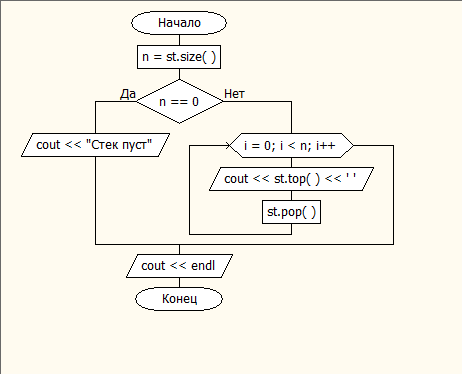 Начало
n = st.size( )
Да
n == 0
Нет
cout << "Стек пуст"
i = 0; i < n; i++
cout << st.top( ) << ' '
st.pop( )
cout << endl
Конец